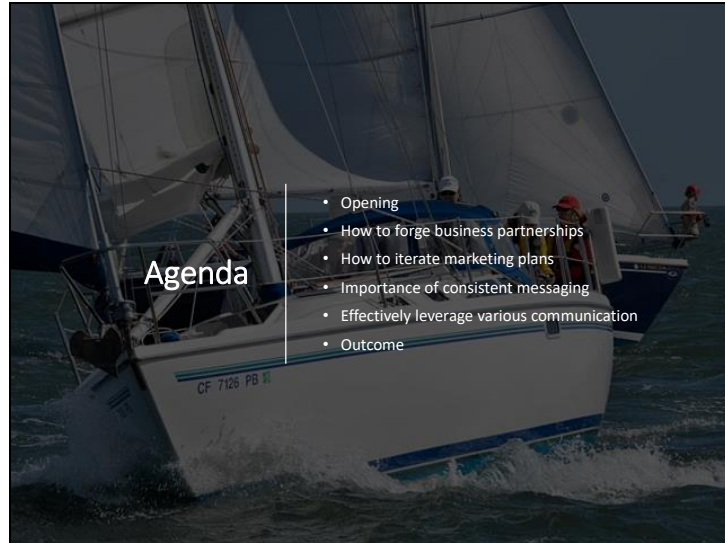 Agenda
• Opening
• How to forge business partnerships
• How to iterate marketing plans
• Importance of consistent messaging
• Effectively leverage various communication
• Outcome
CF 7126 PB